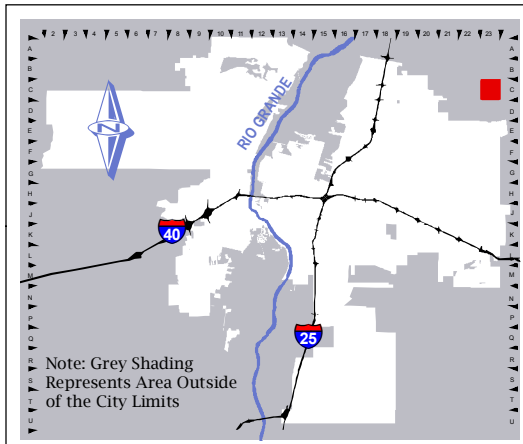 2 3 4 5 6 7 8 9 10 11 12 13 14 15 16 17 18 19 20 21 22 23
A A
B B
C C
D D
E E
F F
G G
H H
J J
K K
L L
M M
N N
P P
Q Q
R R
S S
T T
U U
N
RIO GRANDE
40
25
Note: Grey Shading
Represents Area Outside
of the City Limits